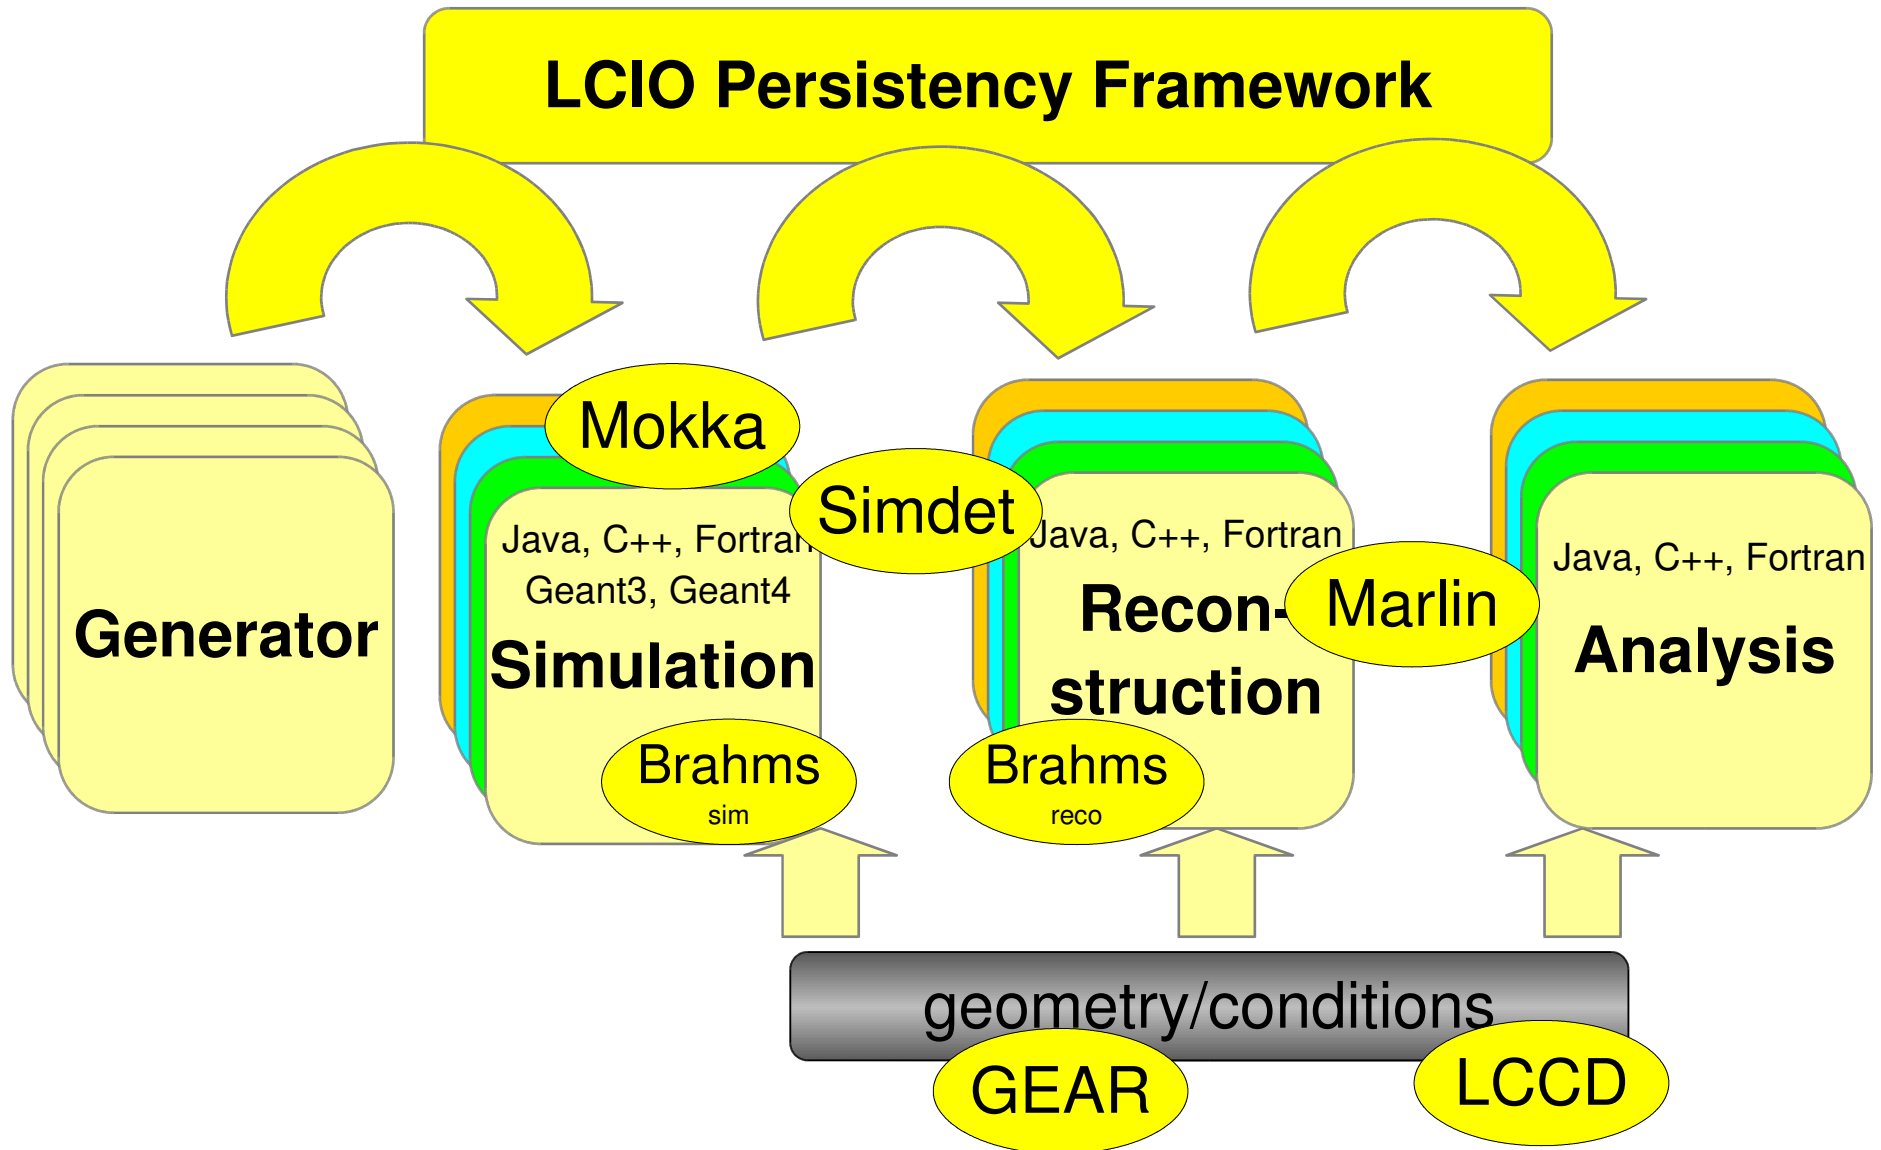 LCIO Persistency Framework
Generator
Mokka
Java, C++, Fortran
Geant3, Geant4
Simulation
Brahms
sim
Simdet
Java, C++, Fortran
Recon-
struction
Brahms
reco
Marlin
Java, C++, Fortran
Analysis
geometry/conditions
GEAR
LCCD